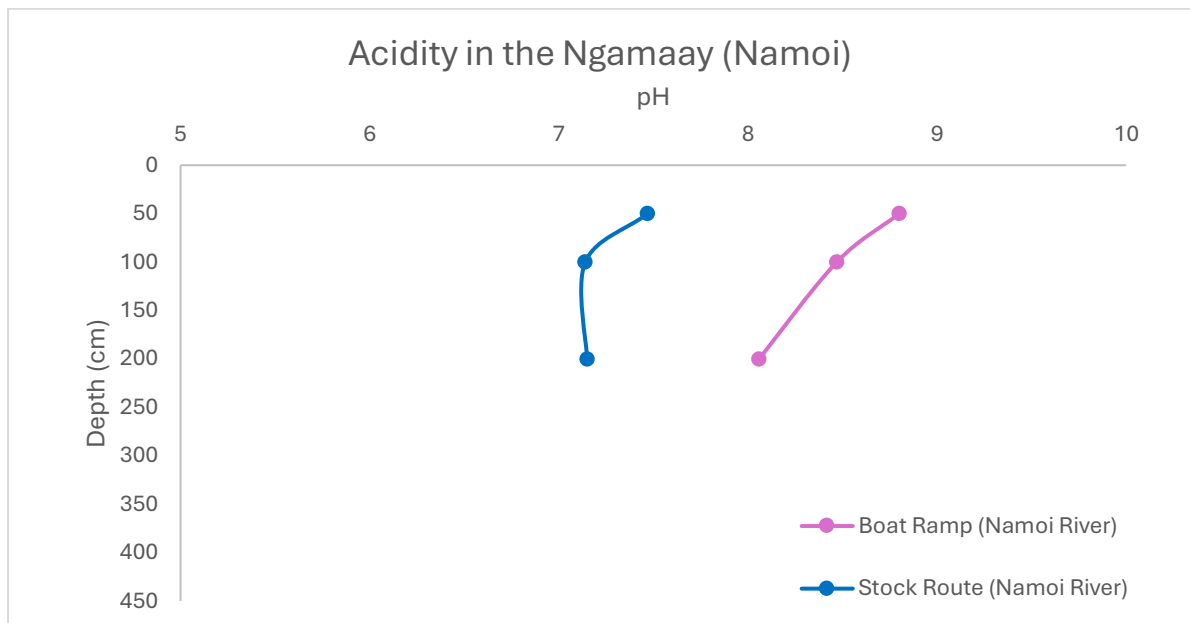 Acidity in the Ngamaay (Namoi)
pH
5 6 7 8 9 10
0
50
100
150
200
250
300
350
400
450
Depth (cm)
Boat Ramp (Namoi River)
Stock Route (Namoi River)